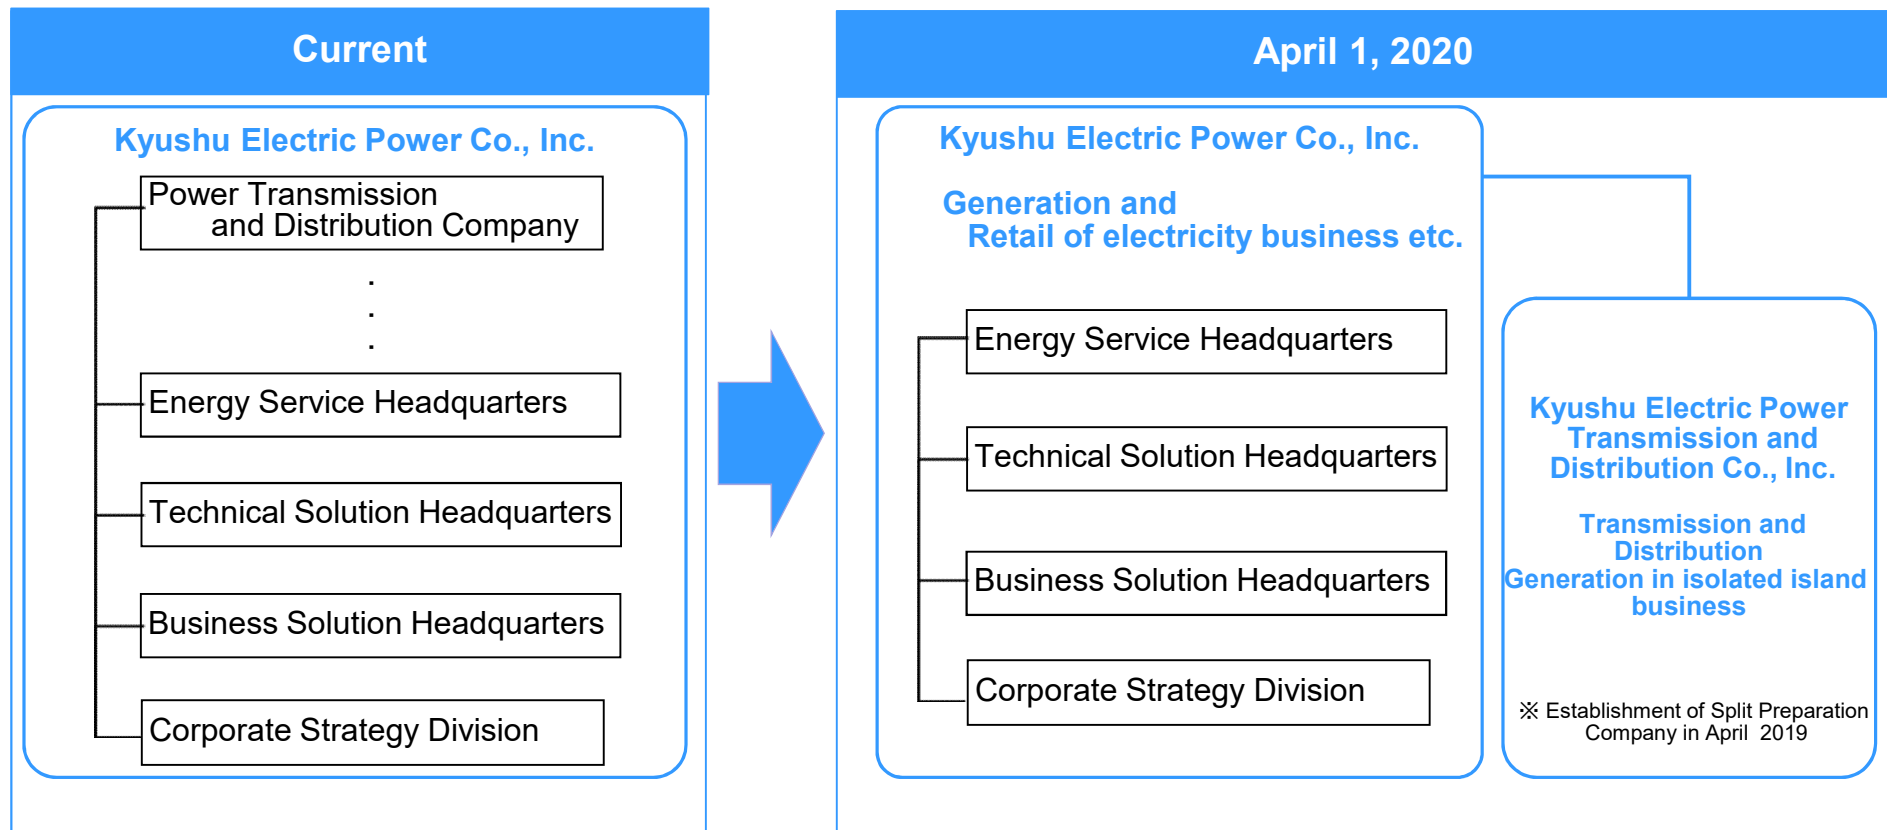 Current
Kyushu Electric Power Co., Inc.
Power Transmission
and Distribution Company
.
.
.
Energy Service Headquarters
Technical Solution Headquarters
Business Solution Headquarters
Corporate Strategy Division
April 1, 2020
Kyushu Electric Power Co., Inc.
Generation and
Retail of electricity business etc.
Energy Service Headquarters
Technical Solution Headquarters
Business Solution Headquarters
Corporate Strategy Division
Kyushu Electric Power
Transmission and
Distribution Co., Inc.
Transmission and
Distribution
Generation in isolated island
business
※ Establishment of Split Preparation
Company in April 2019